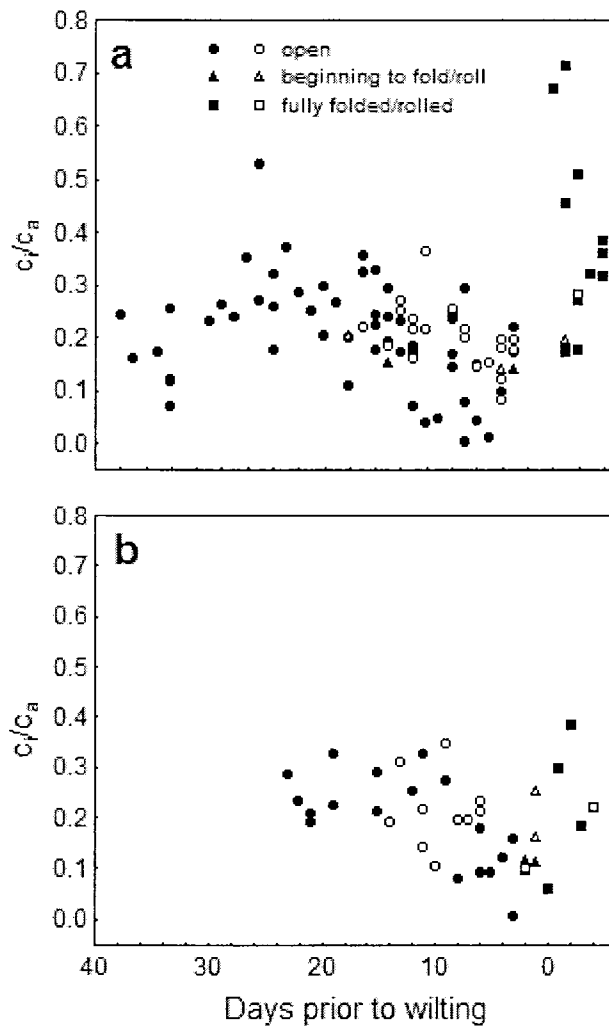 0.8
a
● ○ open
▲ △ beginning to fold/roll
■ □ fully folded/rolled
0.7
0.6
0.5
0.4
0.3
0.2
0.1
0.0
ci/ca
0.8
b
0.7
0.6
0.5
0.4
0.3
0.2
0.1
0.0
ci/ca
40 30 20 10 0
Days prior to wilting